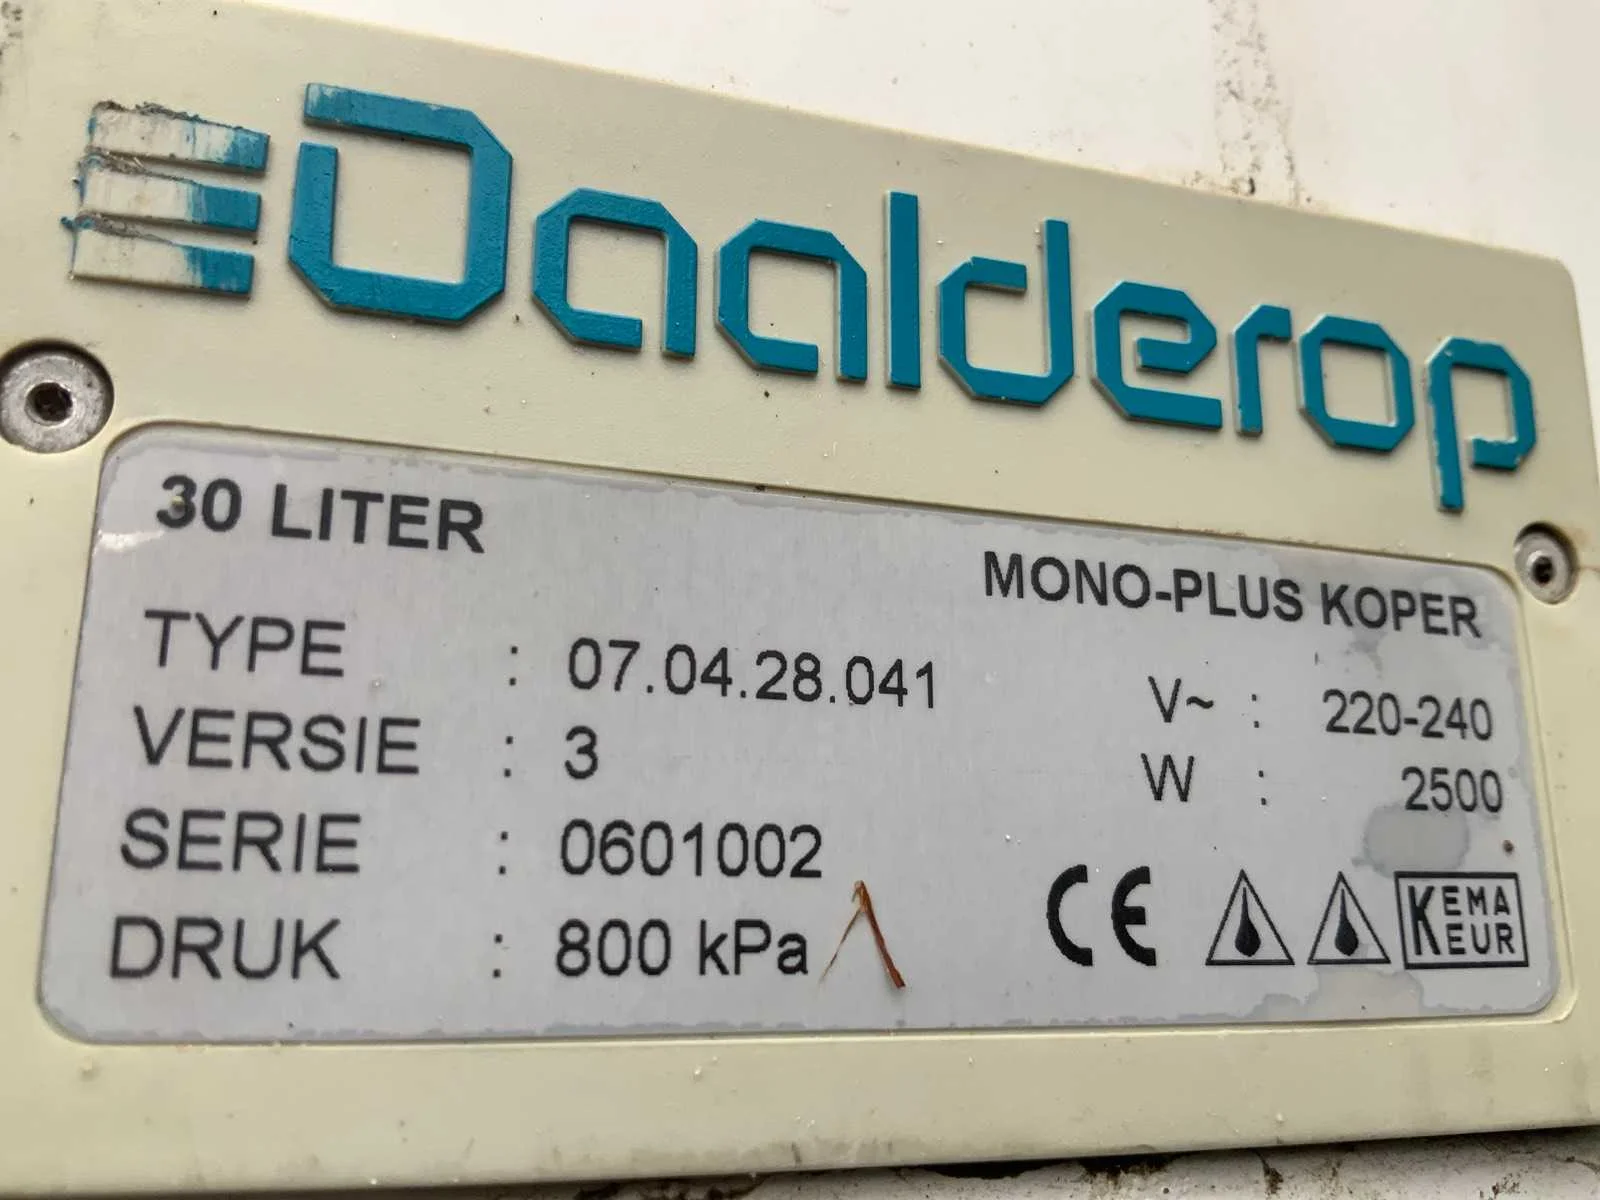 Daalderop
30 LITER
MONO-PLUS KOPER
TYPE : 07.04.28.041
V~ : 220-240
VERSIE : 3
W : 2500
SERIE : 0601002
DRUK : 800 kPa
CE
KEMA
KEUR